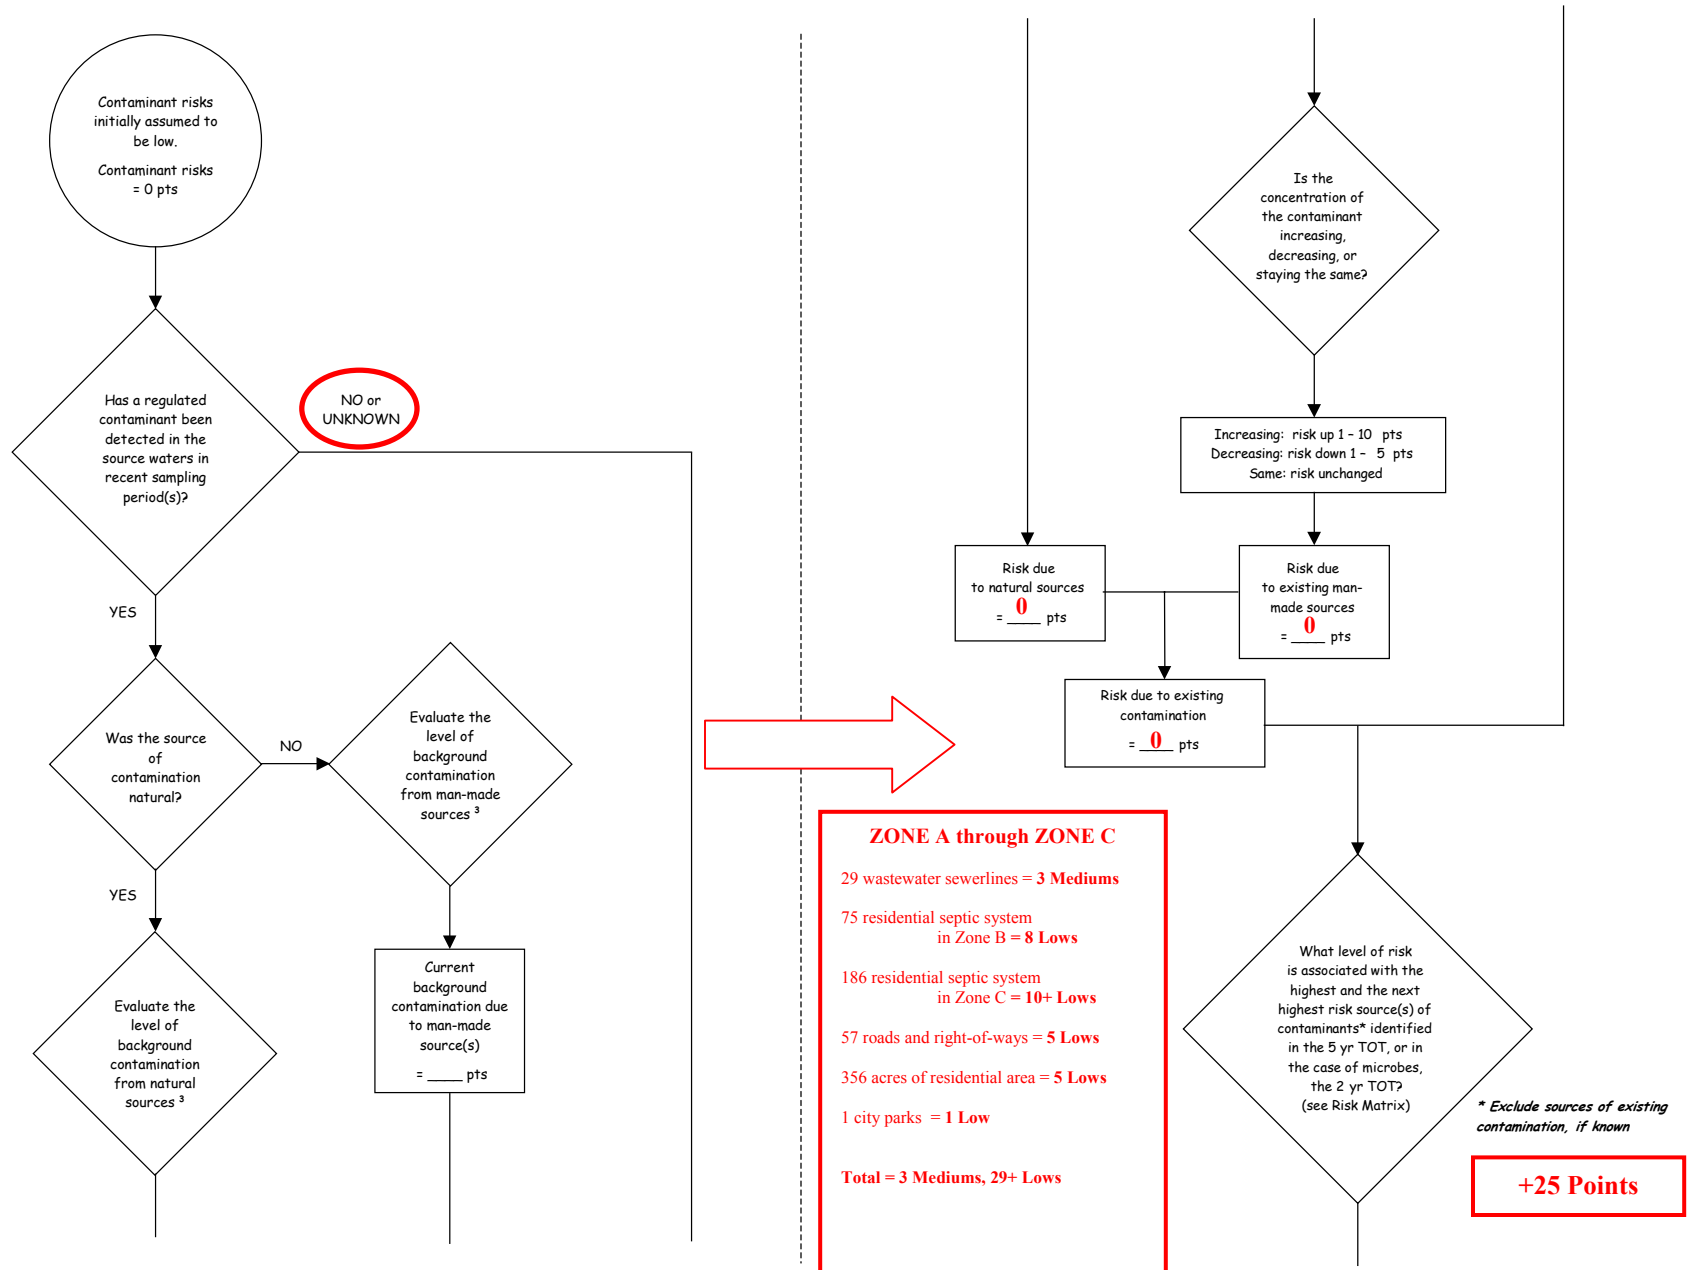 Contaminant risks
initially assumed to
be low.
Contaminant risks
= 0 pts
Has a regulated
contaminant been
detected in the
source waters in
recent sampling
period(s)?
NO or
UNKNOWN
YES
Was the source
of
contamination
natural?
NO
Evaluate the
level of
background
contamination
from man-made
sources ³
YES
Evaluate the
level of
background
contamination
from natural
sources ³
Current
background
contamination due
to man-made
source(s)
= ____ pts
Is the
concentration of
the contaminant
increasing,
decreasing, or
staying the same?
Increasing: risk up 1 – 10 pts
Decreasing: risk down 1 – 5 pts
Same: risk unchanged
Risk due
to natural sources
= 0 pts
Risk due
to existing man-
made sources
= 0 pts
Risk due to existing
contamination
= 0 pts
ZONE A through ZONE C
29 wastewater sewerlines = 3 Mediums
75 residential septic system
in Zone B = 8 Lows
186 residential septic system
in Zone C = 10+ Lows
57 roads and right-of-ways = 5 Lows
356 acres of residential area = 5 Lows
1 city parks = 1 Low
Total = 3 Mediums, 29+ Lows
What level of risk
is associated with the
highest and the next
highest risk source(s) of
contaminants* identified
in the 5 yr TOT, or in
the case of microbes,
the 2 yr TOT?
(see Risk Matrix)
* Exclude sources of existing
contamination, if known
+25 Points